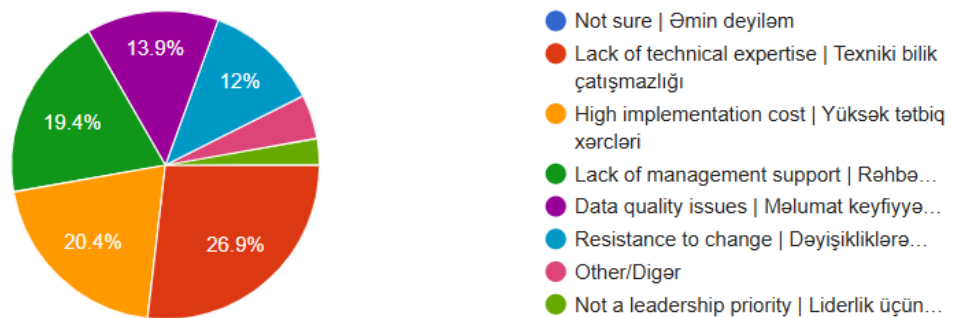 13.9%
12%
19.4%
20.4%
26.9%
Not sure | Əmin deyiləm
Lack of technical expertise | Texniki bilik
çatışmazlığı
High implementation cost | Yüksək tətbiq
xərcləri
Lack of management support | Rəhbə...
Data quality issues | Məlumat keyfiyyə...
Resistance to change | Dəyişikliklərə...
Other/Digər
Not a leadership priority | Liderlik üçün...